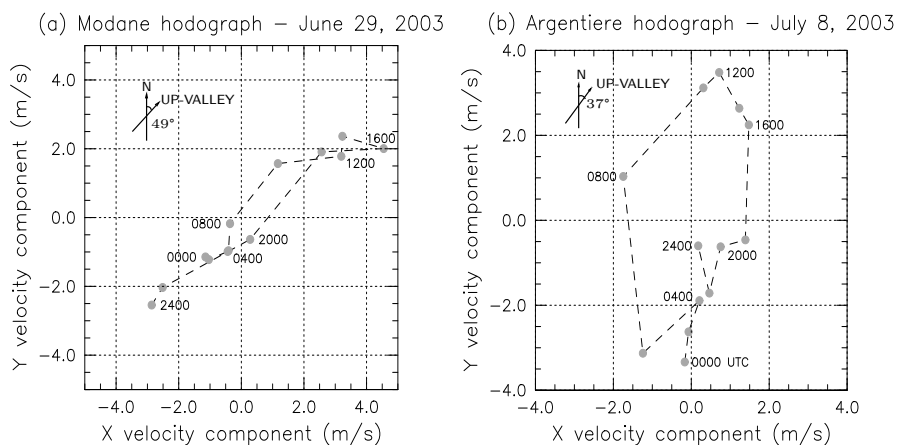 (a) Modane hodograph – June 29, 2003
Y velocity component (m/s)
4.0
2.0
0.0
−2.0
−4.0
N
UP-VALLEY
49°
1600
1200
0800
2000
0000
0400
2400
−4.0 −2.0 0.0 2.0 4.0
X velocity component (m/s)
(b) Argentiere hodograph – July 8, 2003
Y velocity component (m/s)
4.0
2.0
0.0
−2.0
−4.0
N
UP-VALLEY
37°
1200
1600
0800
2400
2000
0400
0000 UTC
−4.0 −2.0 0.0 2.0 4.0
X velocity component (m/s)